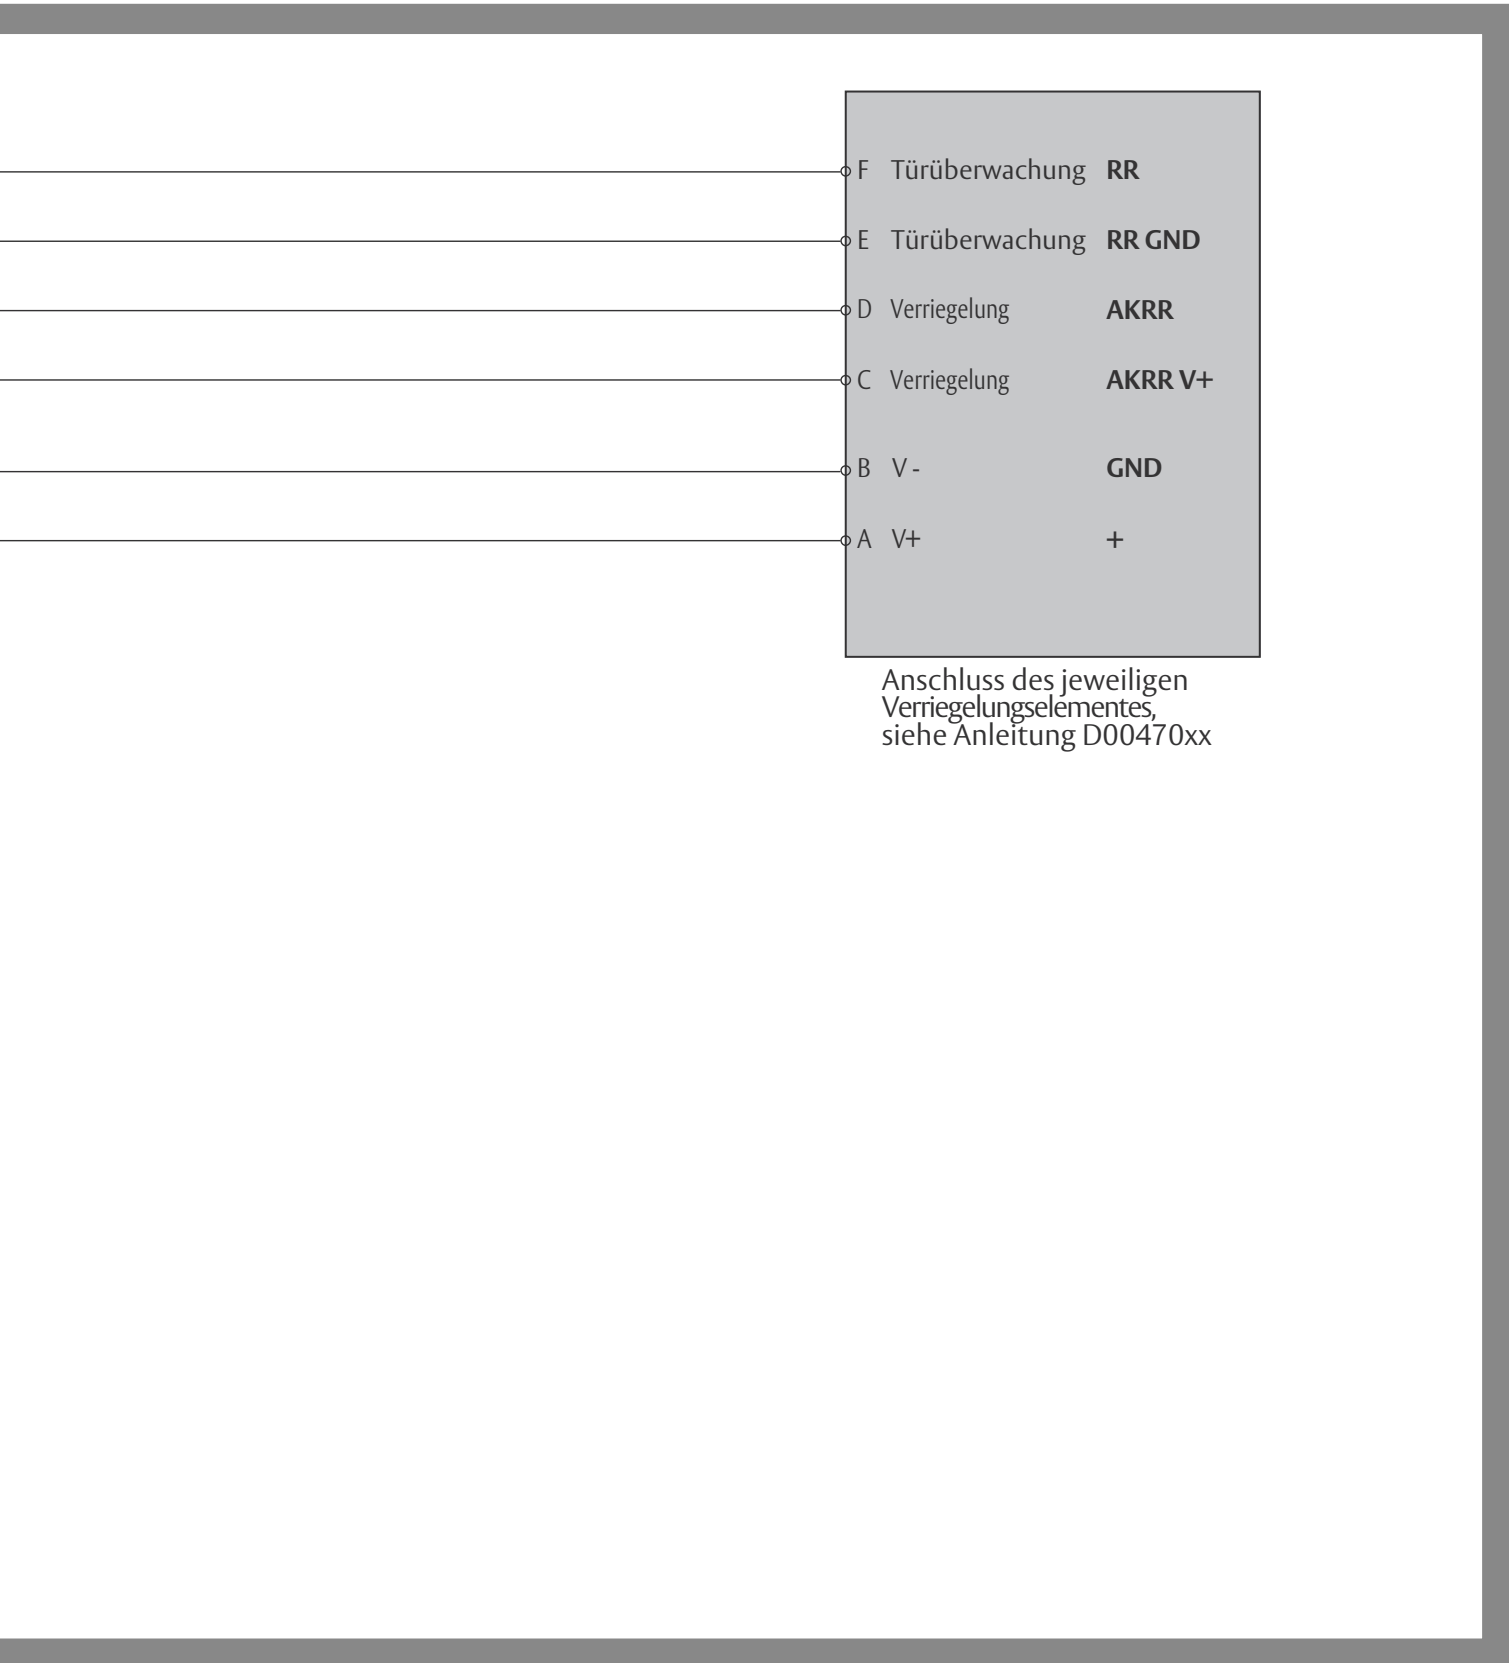 F Türüberwachung RR
E Türüberwachung RR GND
D Verriegelung AKRR
C Verriegelung AKRR V+
B V - GND
A V+ +
Anschluss des jeweiligen
Verriegelungselementes,
siehe Anleitung D00470xx